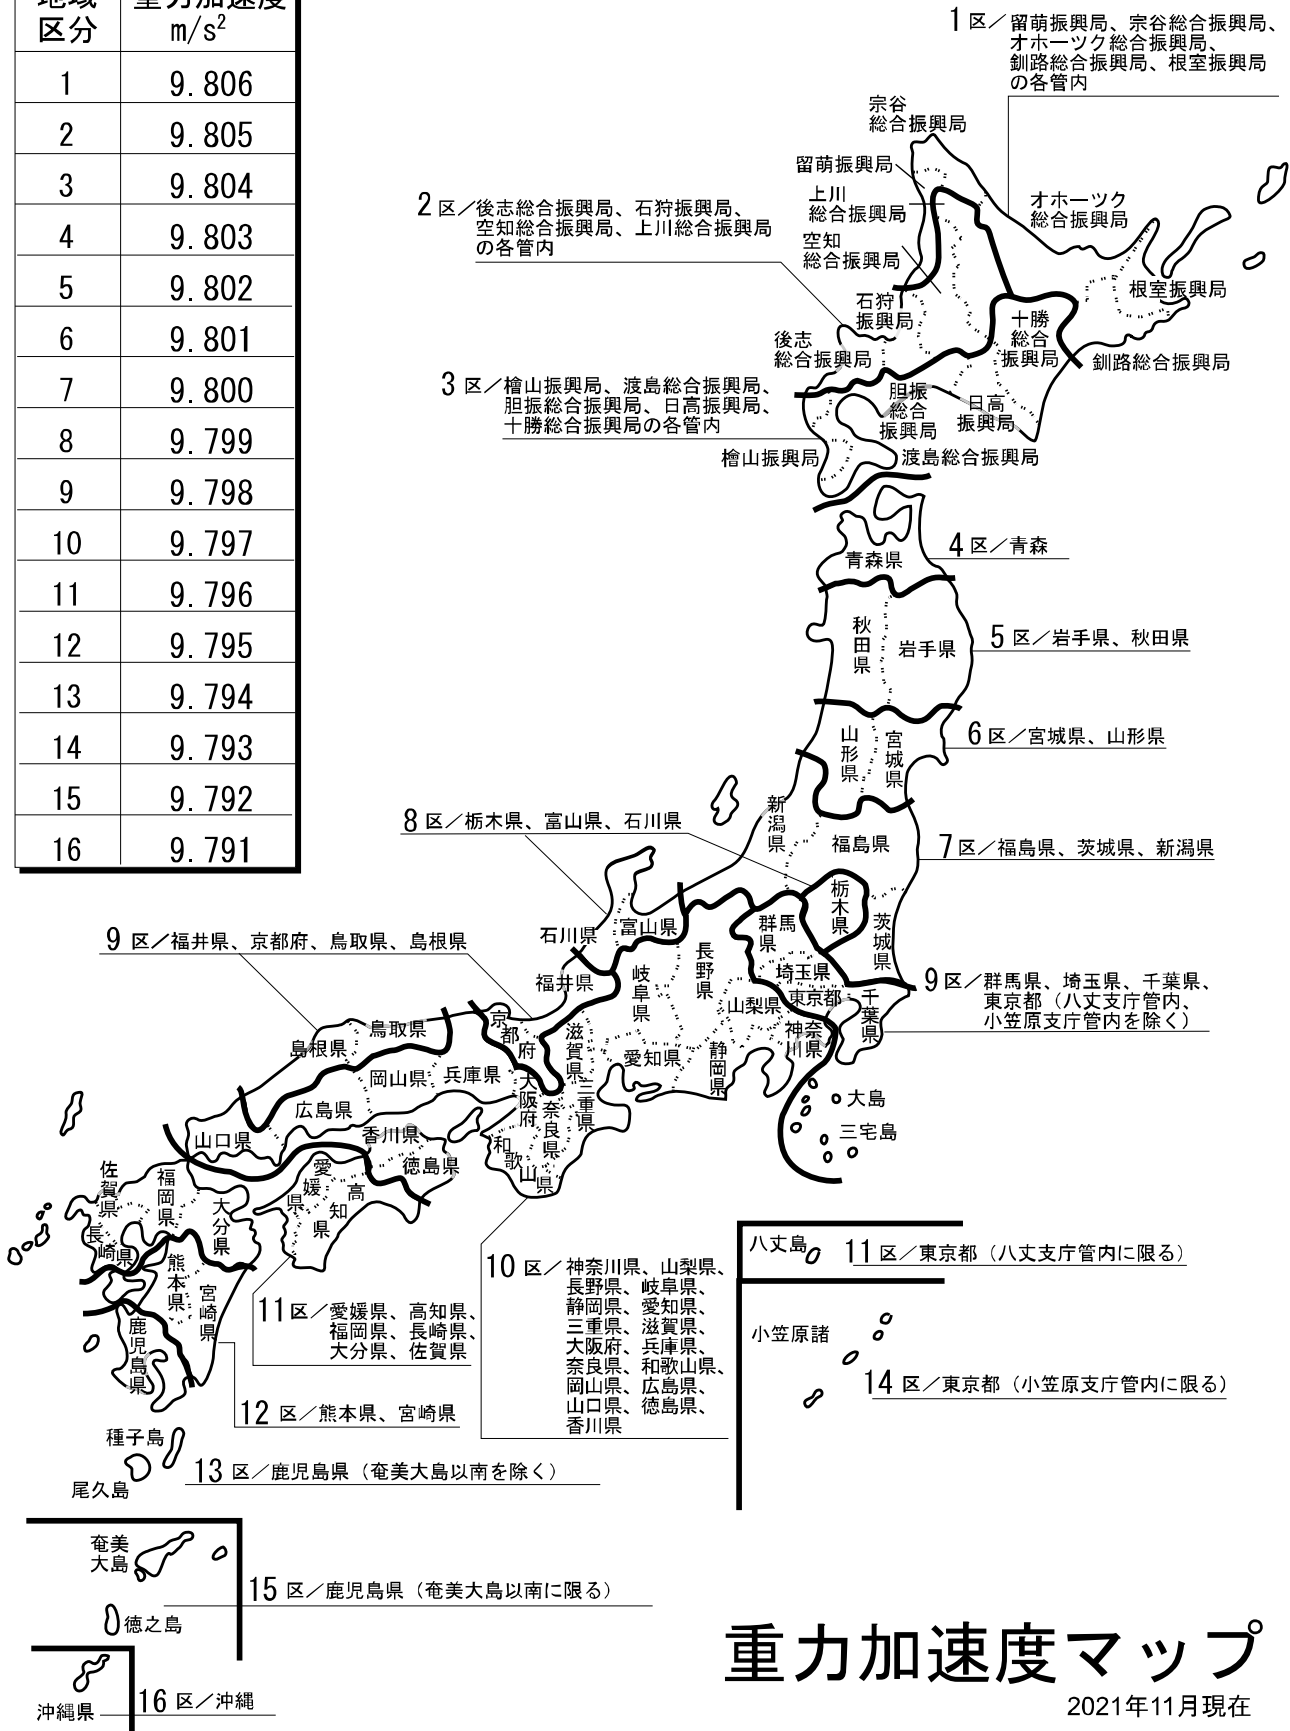 地域 重力加速度
区分 m/s²
1 9.806
2 9.805
3 9.804
4 9.803
5 9.802
6 9.801
7 9.800
8 9.799
9 9.798
10 9.797
11 9.796
12 9.795
13 9.794
14 9.793
15 9.792
16 9.791
1区／留萌振興局、宗谷総合振興局、
オホーツク総合振興局、
釧路総合振興局、根室振興局
の各管内
宗谷
総合振興局
留萌振興局
上川
総合振興局
オホーツク
総合振興局
2区／後志総合振興局、石狩振興局、
空知総合振興局、上川総合振興局
の各管内
空知
総合振興局
根室振興局
石狩
振興局
十勝
総合
振興局
後志
総合振興局
釧路総合振興局
3区／檜山振興局、渡島総合振興局、
胆振総合振興局、日高振興局、
十勝総合振興局の各管内
胆振
総合
振興局
日高
振興局
檜山振興局
渡島総合振興局
4区／青森
青森県
秋田県
岩手県
5区／岩手県、秋田県
山形県
宮城県
6区／宮城県、山形県
新潟県
8区／栃木県、富山県、石川県
福島県
7区／福島県、茨城県、新潟県
栃木県
茨城県
群馬県
富山県
石川県
長野県
9区／福井県、京都府、鳥取県、島根県
福井県
岐阜県
埼玉県
9区／群馬県、埼玉県、千葉県、
東京都（八丈支庁管内、
小笠原支庁管内を除く）
山梨県
東京都
千葉県
神奈川県
京都府
滋賀県
鳥取県
島根県
愛知県
静岡県
岡山県
兵庫県
大阪府
三重県
奈良県
大島
三宅島
広島県
山口県
香川県
徳島県
和歌山県
愛媛県
高知県
佐賀県
福岡県
大分県
長崎県
熊本県
宮崎県
鹿児島県
10区／神奈川県、山梨県、
長野県、岐阜県、
静岡県、愛知県、
三重県、滋賀県、
大阪府、兵庫県、
奈良県、和歌山県、
岡山県、広島県、
山口県、徳島県、
香川県
八丈島
11区／東京都（八丈支庁管内に限る）
11区／愛媛県、高知県、
福岡県、長崎県、
大分県、佐賀県
小笠原諸
14区／東京都（小笠原支庁管内に限る）
12区／熊本県、宮崎県
種子島
尾久島
13区／鹿児島県（奄美大島以南を除く）
奄美
大島
15区／鹿児島県（奄美大島以南に限る）
徳之島
沖縄県
16区／沖縄
重力加速度マップ
2021年11月現在